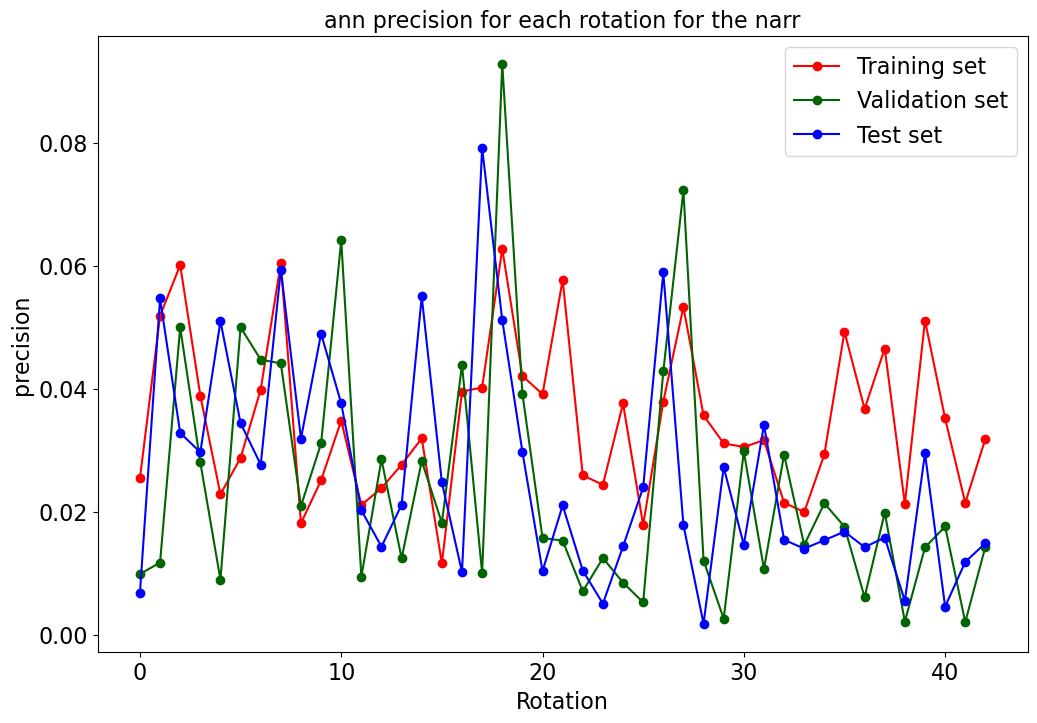 ann precision for each rotation for the narr
Training set
Validation set
Test set
precision
0.08
0.06
0.04
0.02
0.00
0 10 20 30 40
Rotation